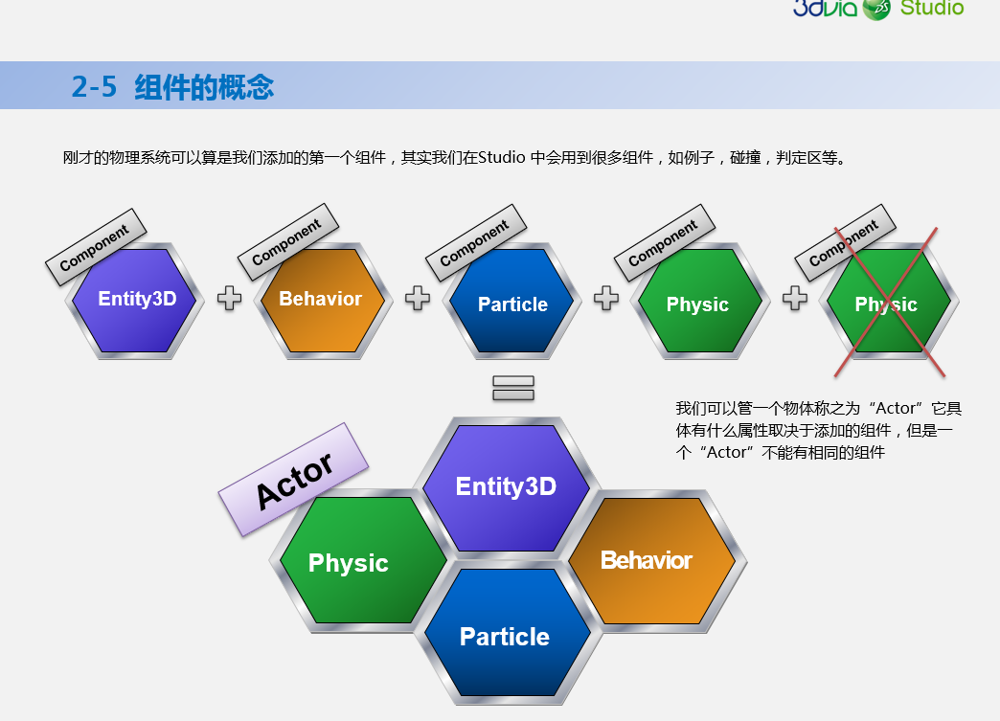 3dvia Studio
2-5 组件的概念
刚才的物理系统可以算是我们添加的第一个组件，其实我们在Studio 中会用到很多组件，如例子，碰撞，判定区等。
Component
Component
Component
Component
Component
Entity3D
Behavior
Particle
Physic
Physic
我们可以管一个物体称之为“Actor”它具
体有什么属性取决于添加的组件，但是一
个“Actor”不能有相同的组件
Actor
Entity3D
Physic
Behavior
Particle